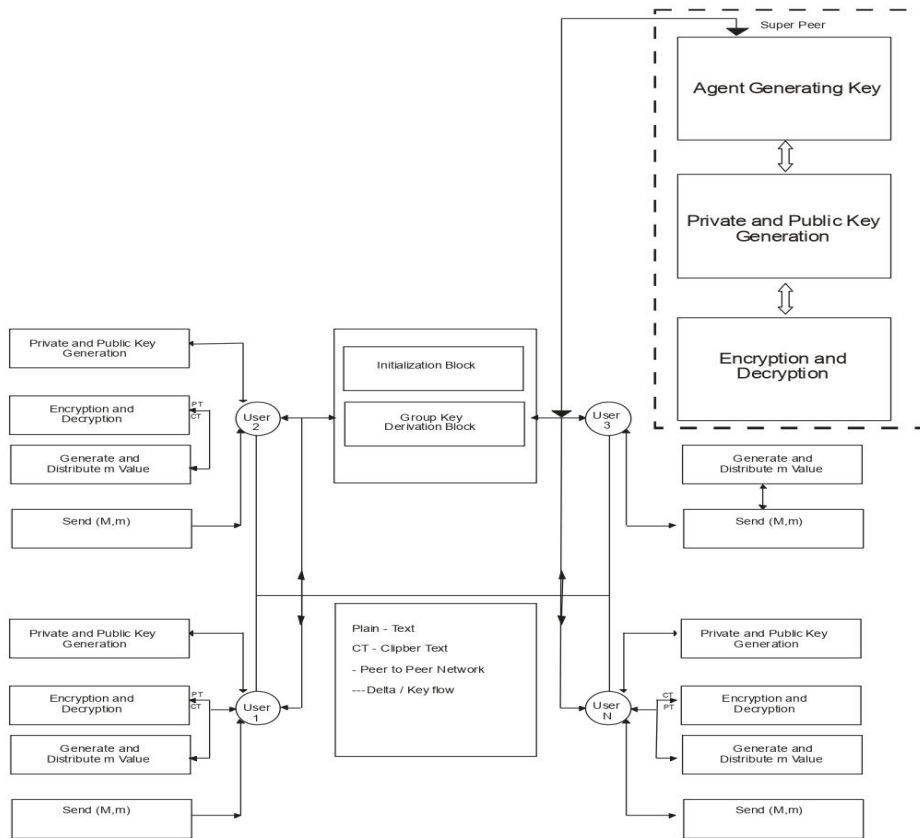 Super Peer
Agent Generating Key
Private and Public Key
Generation
Encryption and
Decryption
Private and Public Key
Generation
Encryption and
Decryption
PT
CT
Generate and
Distribute m Value
Send (M,m)
User
2
Initialization Block
Group Key
Derivation Block
User
3
Generate and
Distribute m Value
Send (M,m)
Private and Public Key
Generation
Encryption and
Decryption
PT
CT
Generate and
Distribute m Value
Send (M,m)
User
1
Plain - Text
CT - Clipber Text
- Peer to Peer Network
---Delta / Key flow
User
N
Private and Public Key
Generation
CT
PT
Encryption and
Decryption
Generate and
Distribute m Value
Send (M,m)